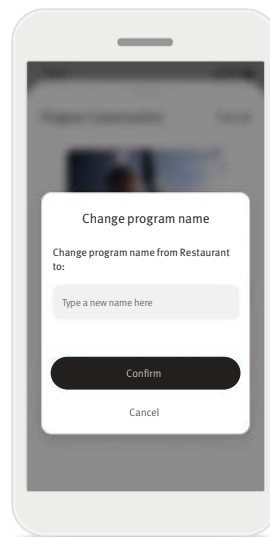 Change program name
Change program name from Restaurant
to:
Type a new name here
Confirm
Cancel